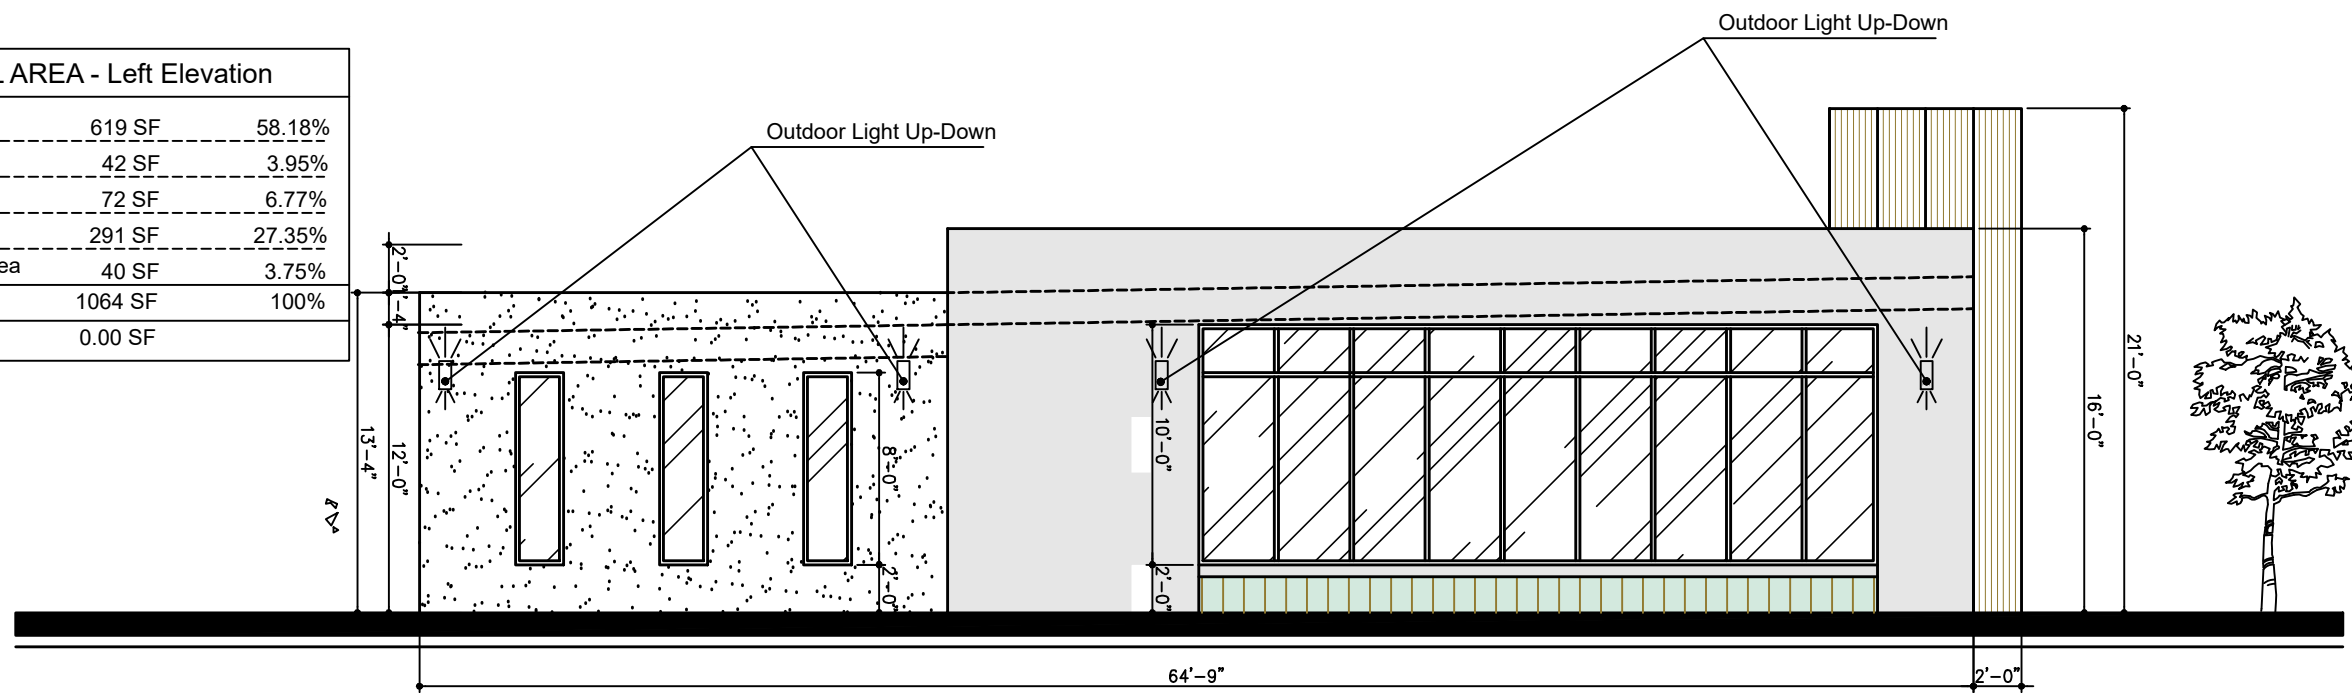 Outdoor Light Up-Down
AREA - Left Elevation
619 SF 58.18%
42 SF 3.95%
72 SF 6.77%
291 SF 27.35%
40 SF 3.75%
1064 SF 100%
0.00 SF
Outdoor Light Up-Down
2'-0"
13'-4"
12'-0"
8'-0"
2'-0"
10'-0"
2'-0"
16'-0"
21'-0"
64'-9"
2'-0"